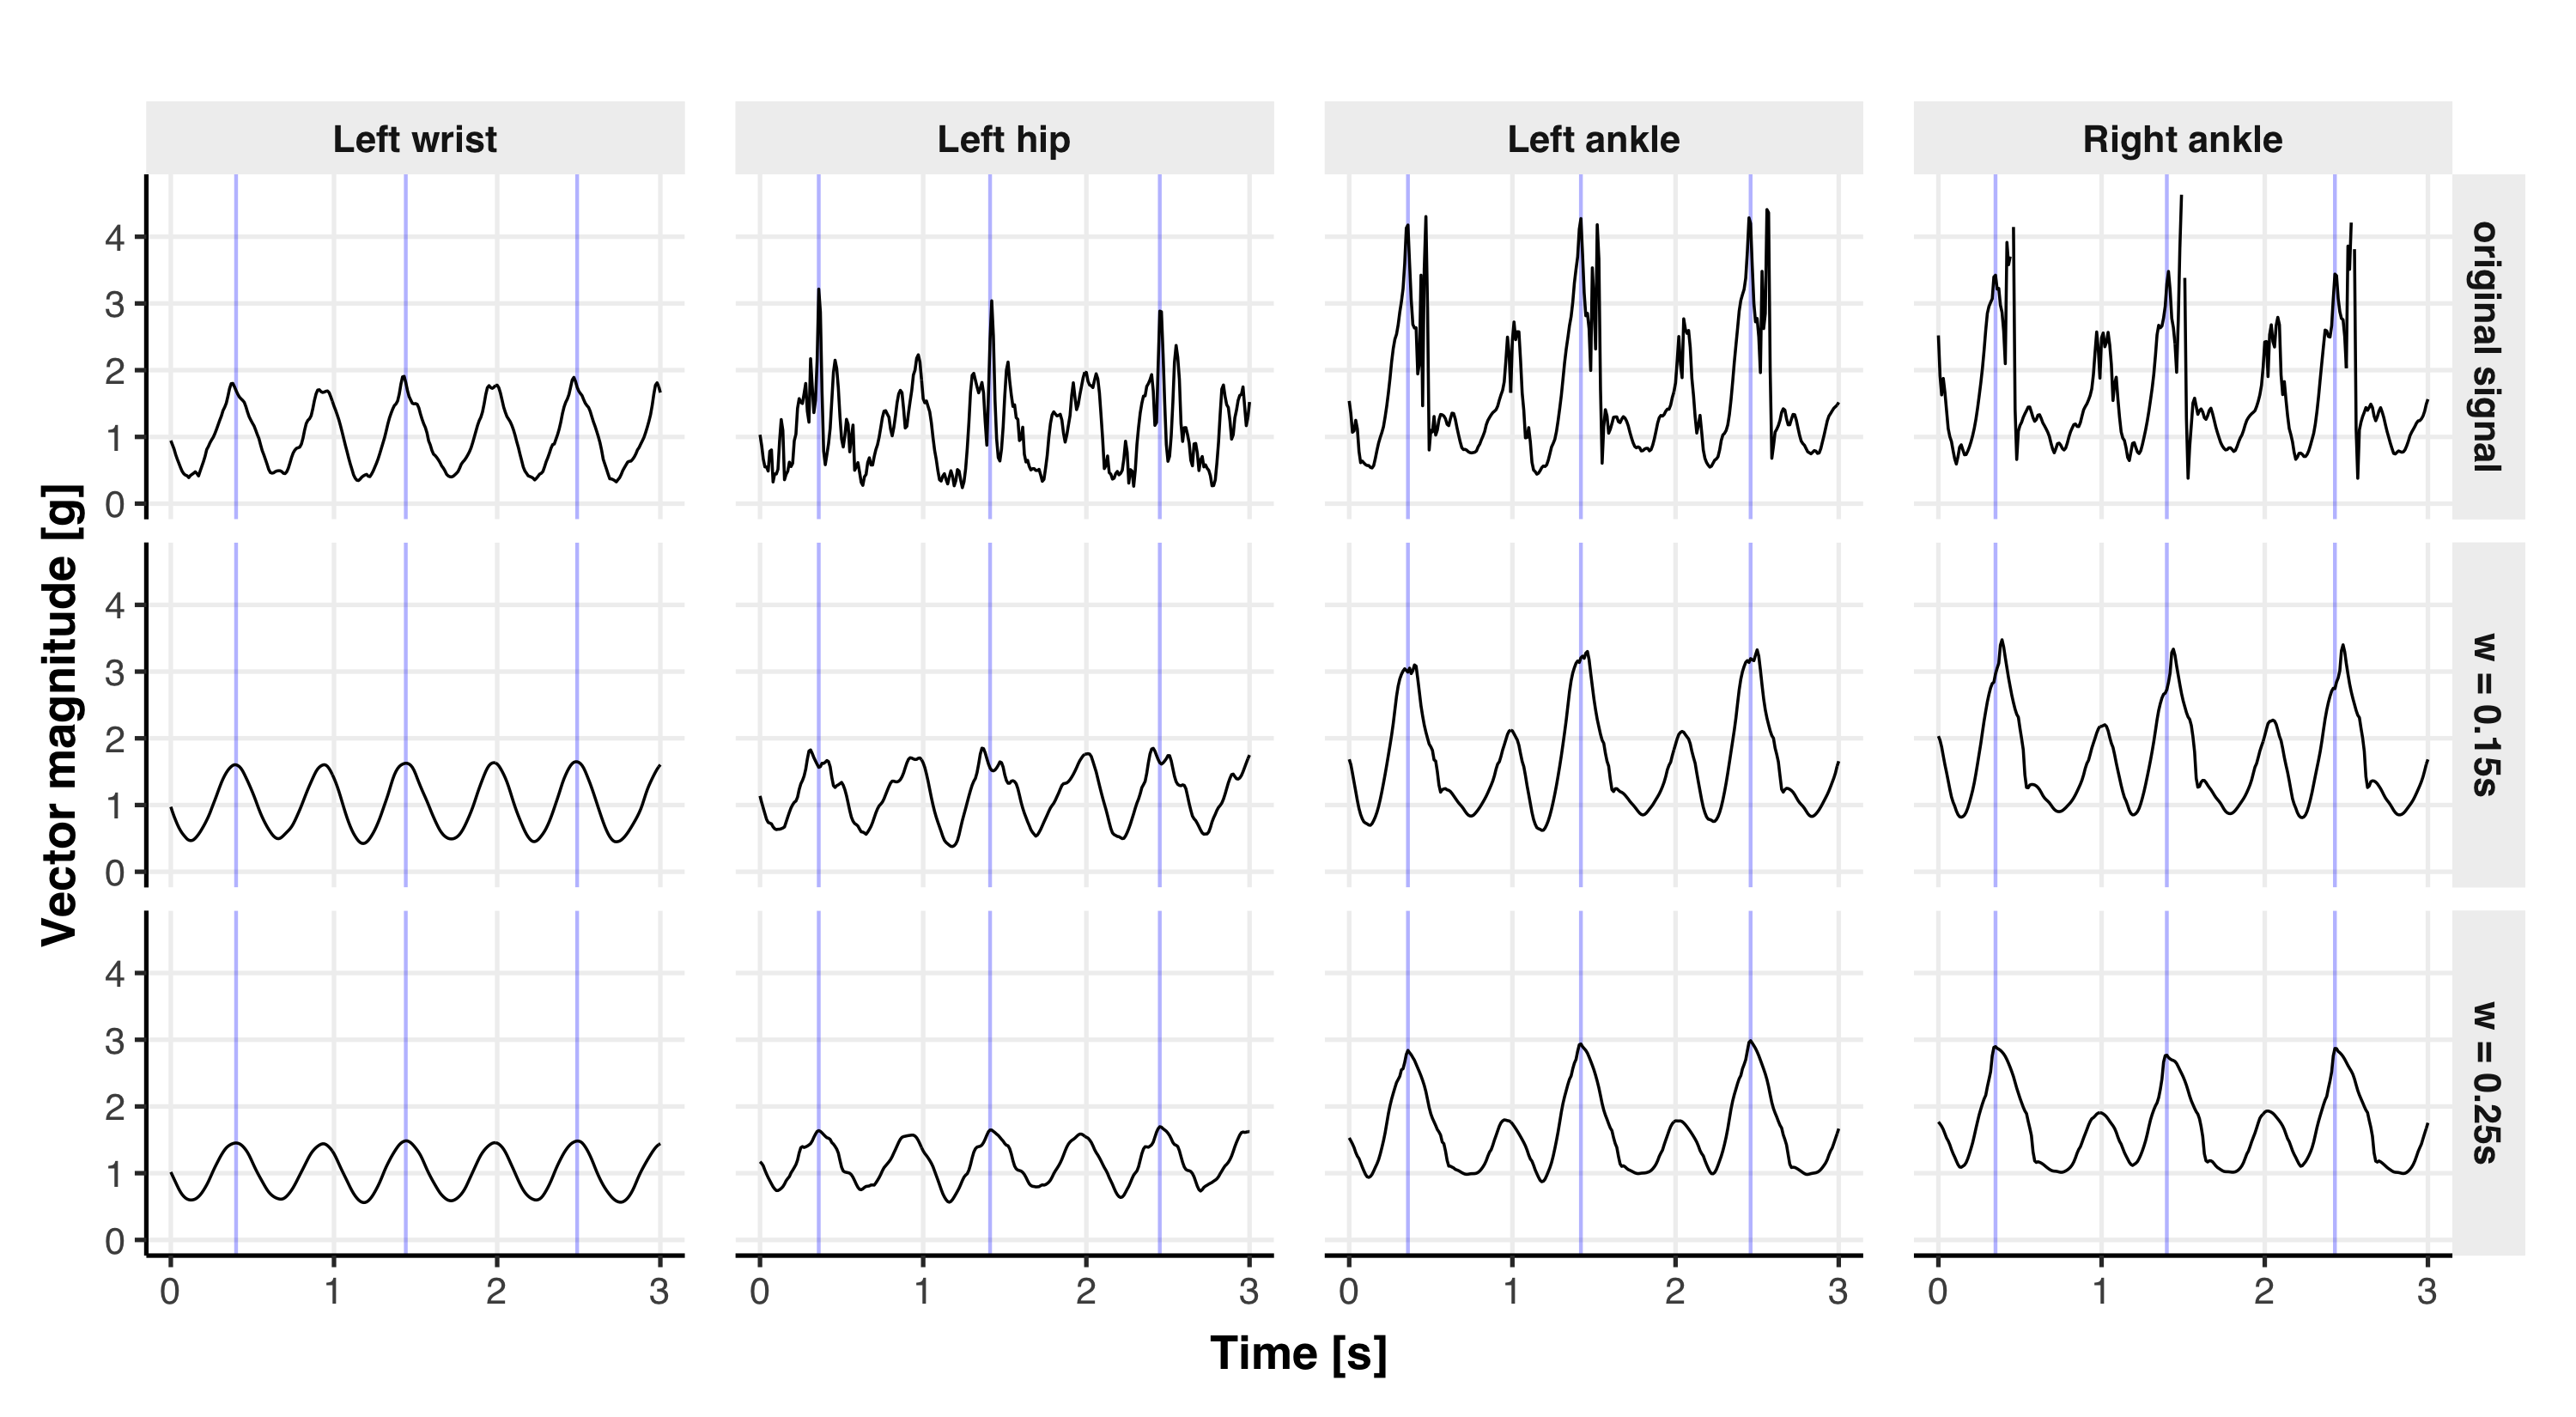 Left wrist
Left hip
Left ankle
Right ankle
Vector magnitude [g]
4
3
2
1
0
original signal
4
3
2
1
0
w = 0.15s
4
3
2
1
0
w = 0.25s
0 1 2 3
0 1 2 3
0 1 2 3
0 1 2 3
Time [s]